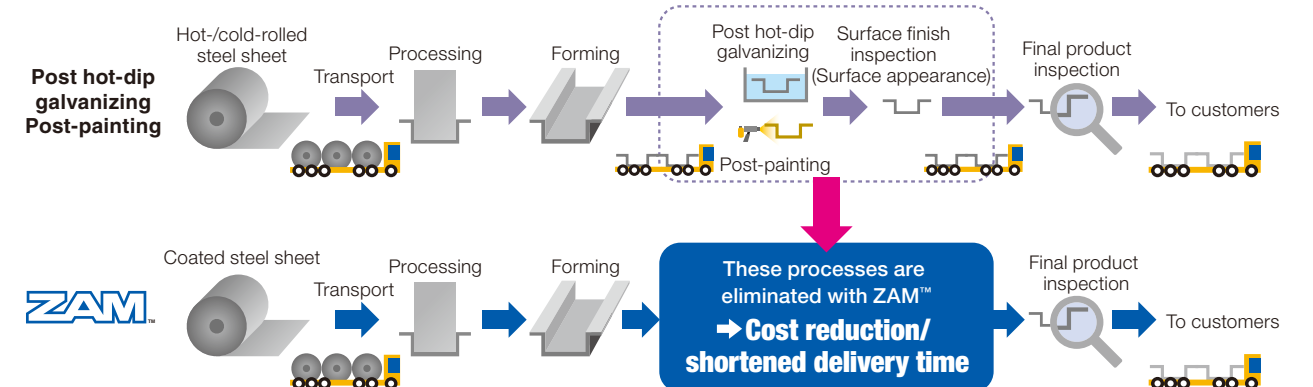 Post hot-dip
galvanizing
Post-painting
Hot-/cold-rolled
steel sheet
Transport
Processing
Forming
Post hot-dip
galvanizing
Post-painting
Surface finish
inspection
(Surface appearance)
Final product
inspection
To customers
ZAM™
Coated steel sheet
Transport
Processing
Forming
These processes are
eliminated with ZAM™
➔Cost reduction/
shortened delivery time
Final product
inspection
To customers